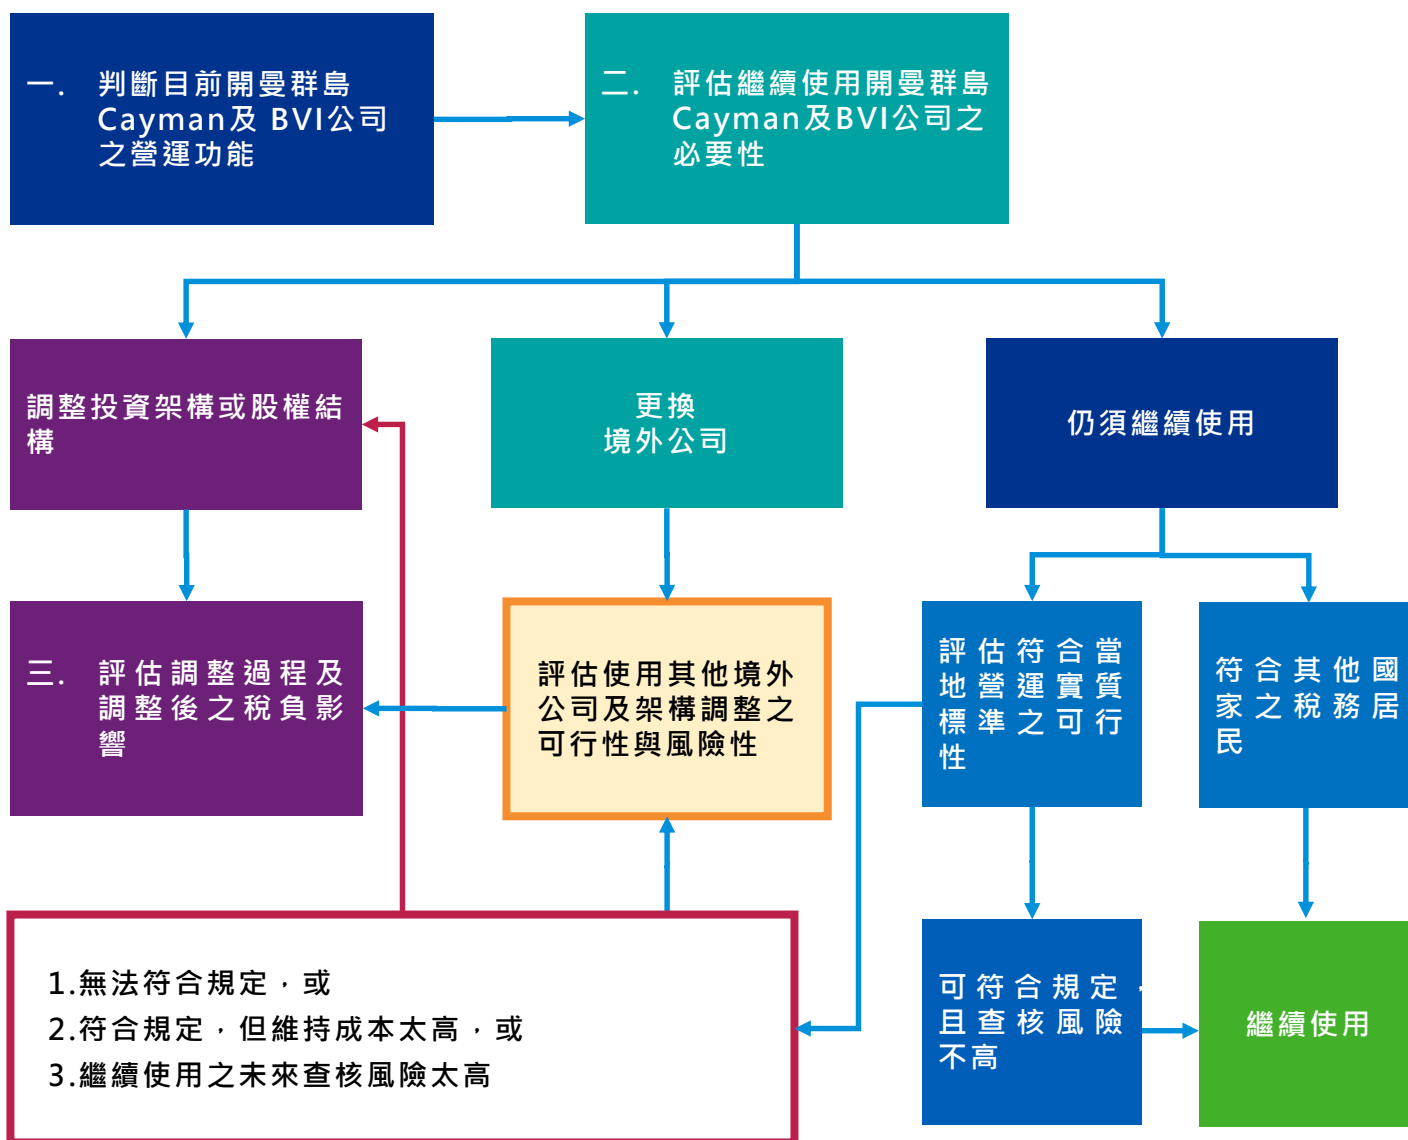 一. 判斷目前開曼群島
Cayman及 BVI公司
之營運功能
二. 評估繼續使用開曼群島
Cayman及BVI公司之
必要性
調整投資架構或股權結
構
更換
境外公司
仍須繼續使用
三. 評估調整過程及
調整後之稅負影
響
評估使用其他境外
公司及架構調整之
可行性與風險性
評估符合當
地營運實質
標準之可行
性
符合其他國
家之稅務居
民
1.無法符合規定，或
2.符合規定，但維持成本太高，或
3.繼續使用之未來查核風險太高
可符合規定，
且查核風險
不高
繼續使用